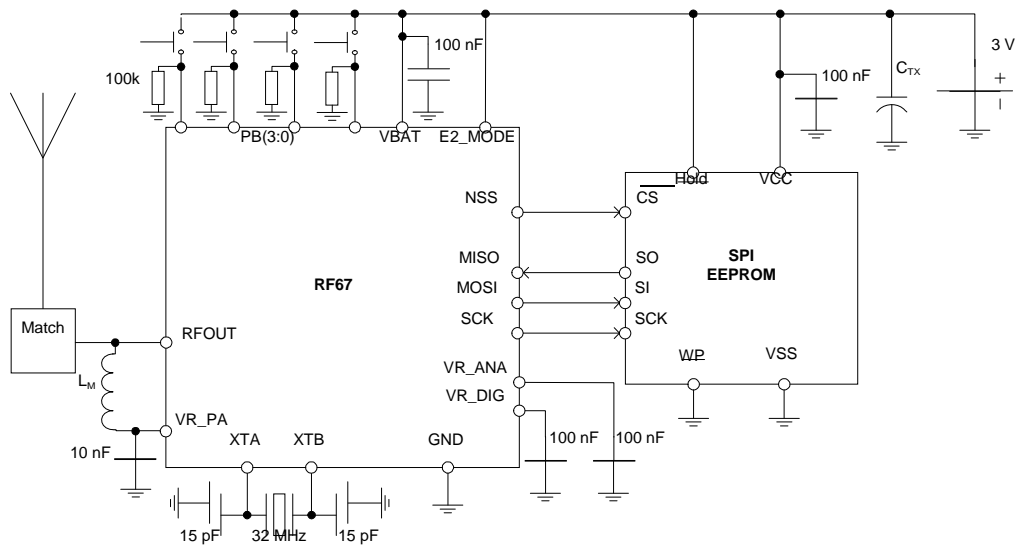 100 nF
3 V
100k
100 nF
C_TX
+
PB(3:0)
VBAT
E2_MODE
Hold
VCC
NSS
CS
MISO
SO
SPI
EEPROM
RF67
MOSI
SI
Match
RFOUT
SCK
SCK
VR_ANA
WP
VSS
L_M
VR_DIG
VR_PA
XTA
XTB
GND
100 nF
100 nF
10 nF
15 pF
32 MHz
15 pF